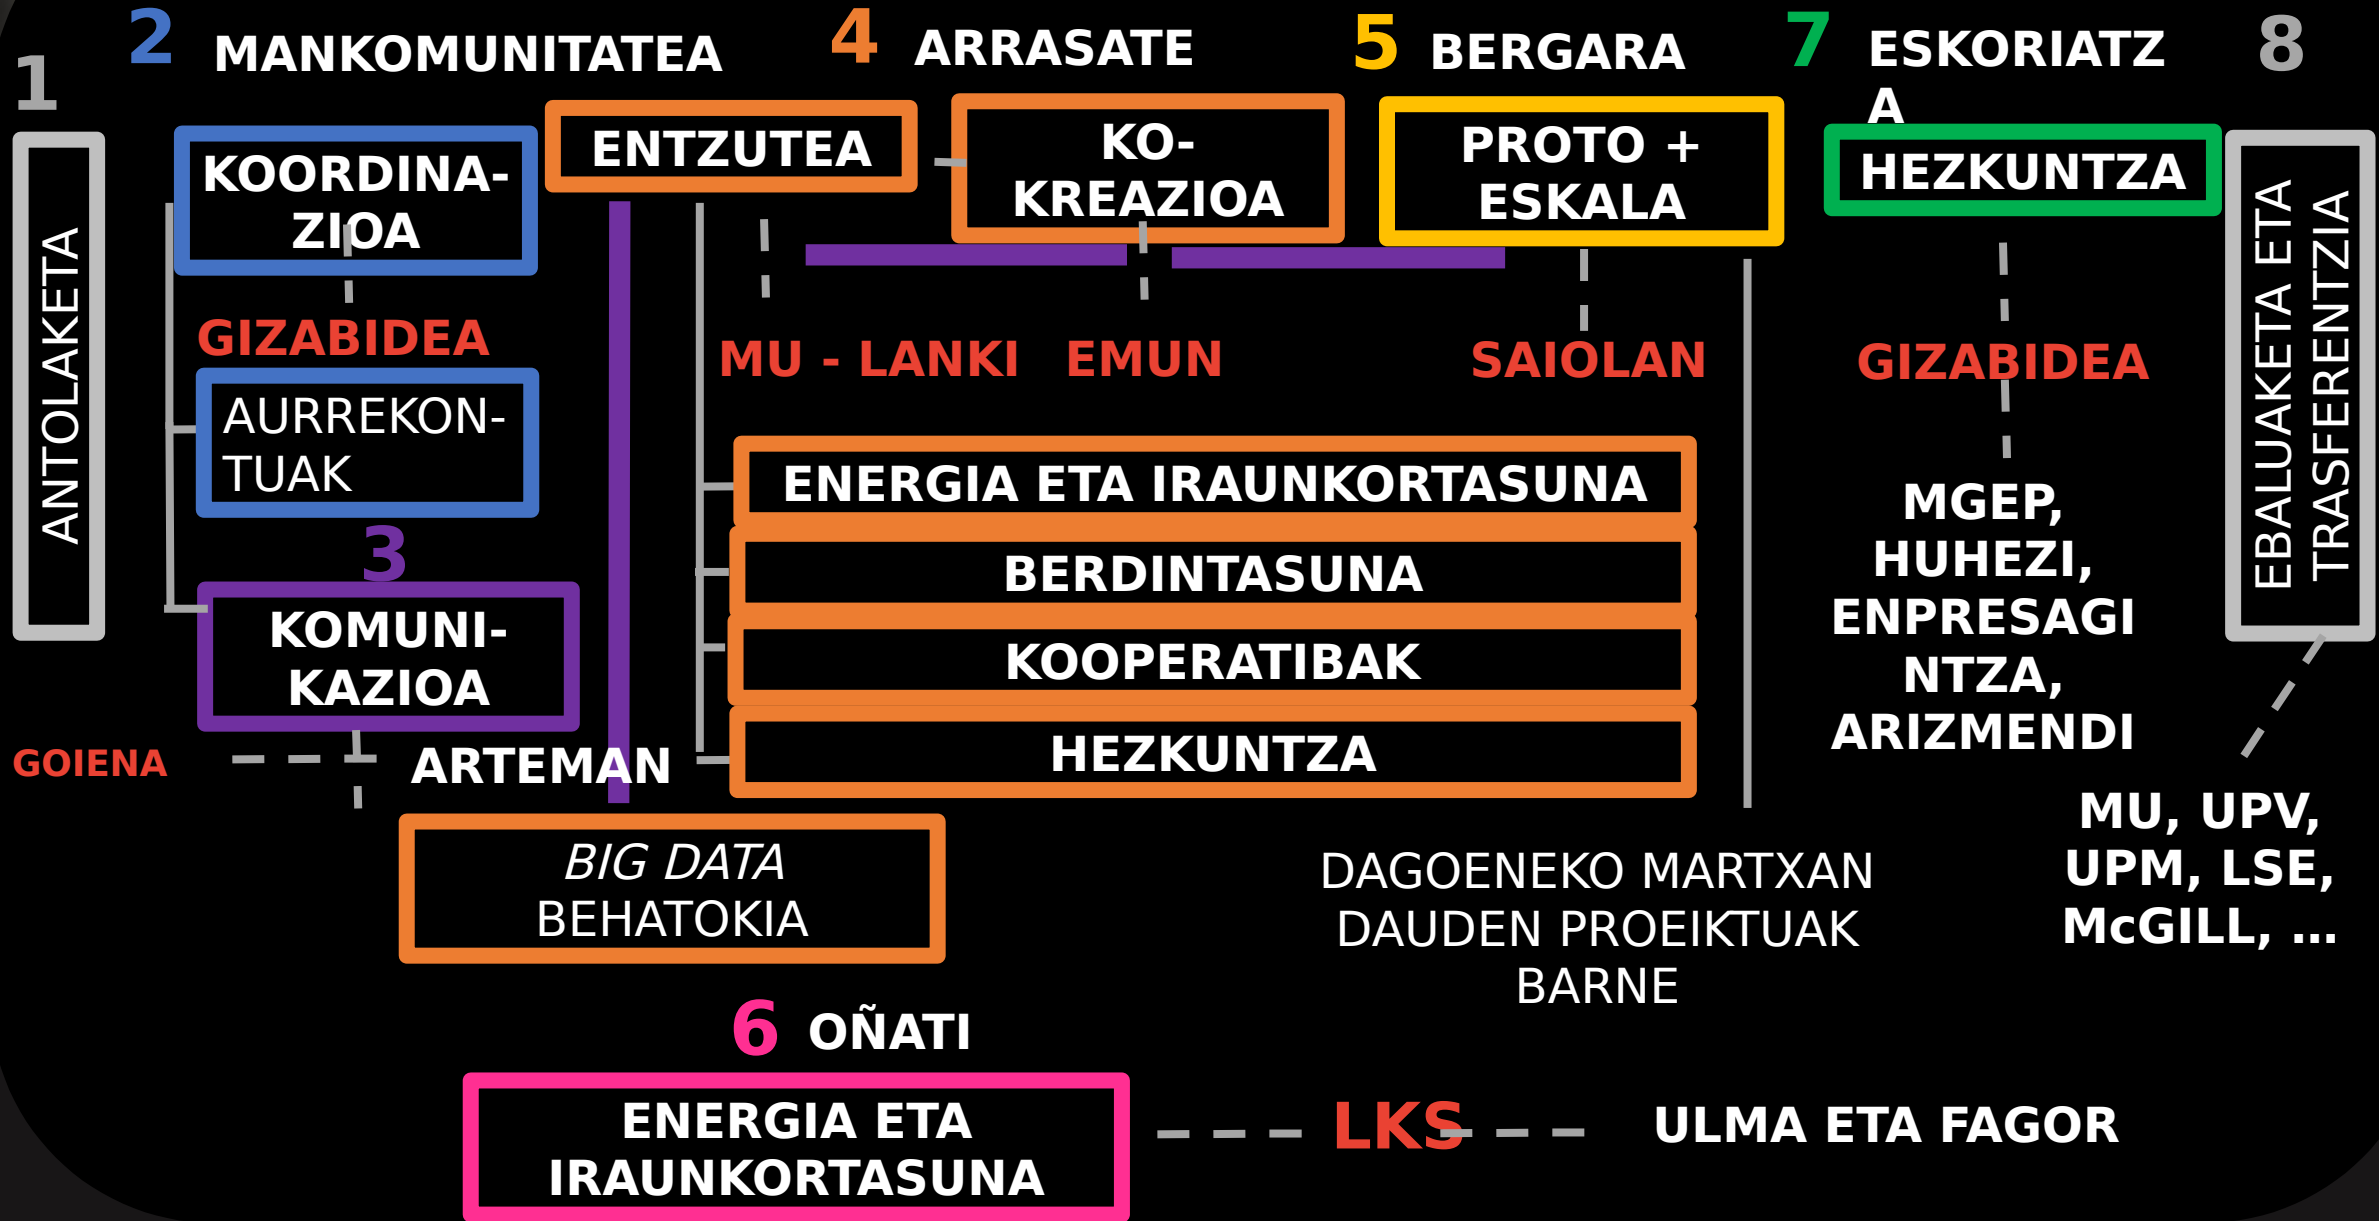 1
ANTOLAKETA
2
MANKOMUNITATEA
KOORDINA-
ZIOA
GIZABIDEA
AURREKON-
TUAK
3
KOMUNI-
KAZIOA
GOIENA
ARTEMAN
4
ARRASATE
ENTZUTEA
KO-
KREAZIOA
MU - LANKI
EMUN
ENERGIA ETA IRAUNKORTASUNA
BERDINTASUNA
KOOPERATIBAK
HEZKUNTZA
BIG DATA
BEHATOKIA
5
BERGARA
PROTO +
ESKALA
SAIOLAN
DAGOENEKO MARTXAN
DAUDEN PROEIKTUAK
BARNE
6
OÑATI
ENERGIA ETA
IRAUNKORTASUNA
LKS
ULMA ETA FAGOR
7
ESKORIATZ
A
HEZKUNTZA
GIZABIDEA
MGEP,
HUHEZI,
ENPRESAGI
NTZA,
ARIZMENDI
8
EBALUAKETA ETA
TRASFERENTZIA
MU, UPV,
UPM, LSE,
McGILL, ...